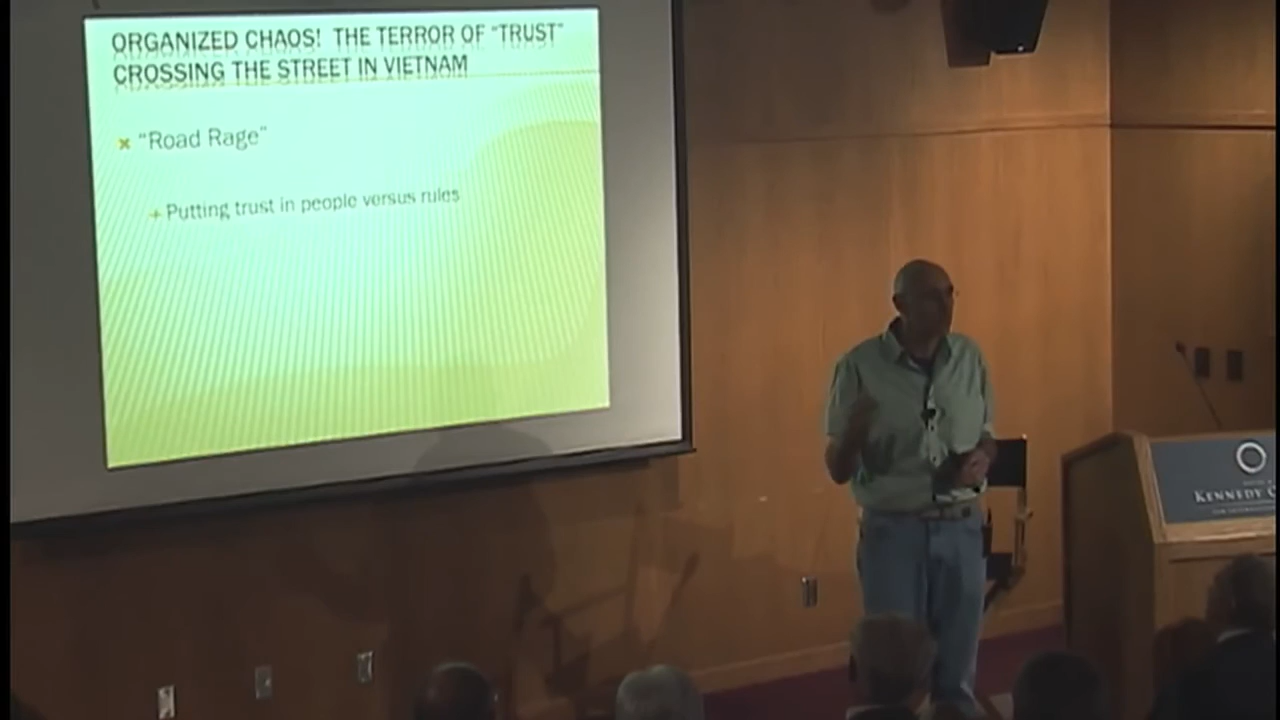 ORGANIZED CHAOS! THE TERROR OF "TRUST"
CROSSING THE STREET IN VIETNAM
"Road Rage"
Putting trust in people versus rules
KENNEDY